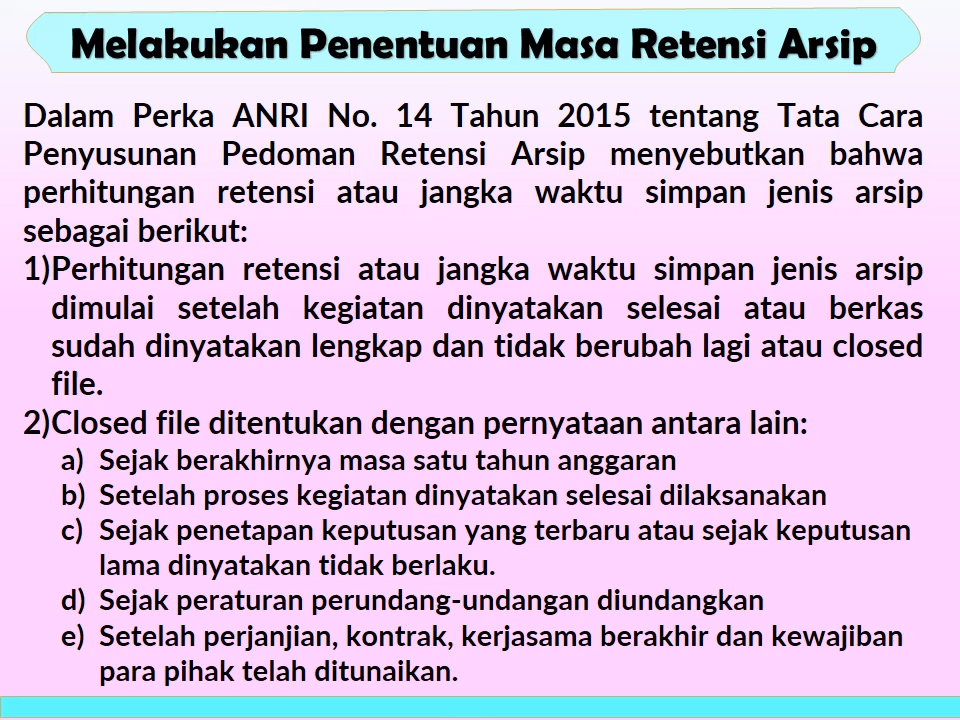 Melakukan Penentuan Masa Retensi Arsip
Dalam Perka ANRI No. 14 Tahun 2015 tentang Tata Cara
Penyusunan Pedoman Retensi Arsip menyebutkan bahwa
perhitungan retensi atau jangka waktu simpan jenis arsip
sebagai berikut:
1)Perhitungan retensi atau jangka waktu simpan jenis arsip
dimulai setelah kegiatan dinyatakan selesai atau berkas
sudah dinyatakan lengkap dan tidak berubah lagi atau closed
file.
2)Closed file ditentukan dengan pernyataan antara lain:
a) Sejak berakhirnya masa satu tahun anggaran
b) Setelah proses kegiatan dinyatakan selesai dilaksanakan
c) Sejak penetapan keputusan yang terbaru atau sejak keputusan
lama dinyatakan tidak berlaku.
d) Sejak peraturan perundang-undangan diundangkan
e) Setelah perjanjian, kontrak, kerjasama berakhir dan kewajiban
para pihak telah ditunaikan.